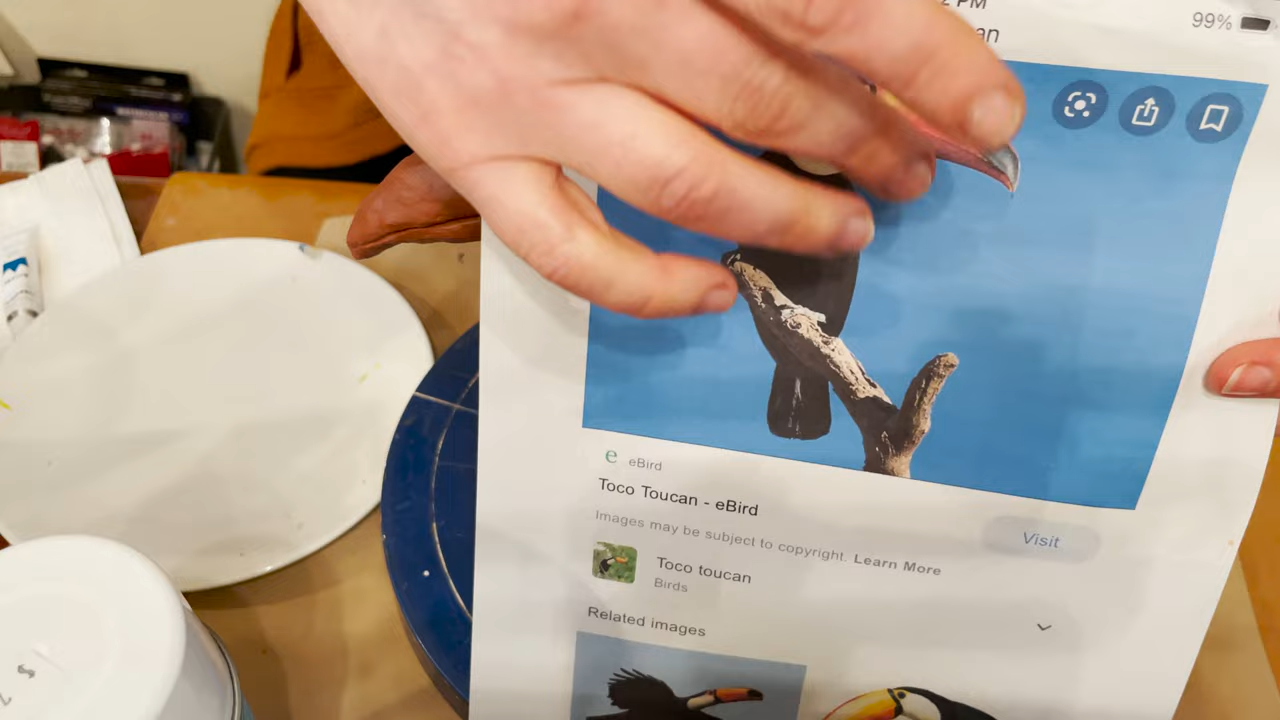 99%
an
eBird
Toco Toucan - eBird
Images may be subject to copyright. Learn More
Visit
Toco toucan
Birds
Related images